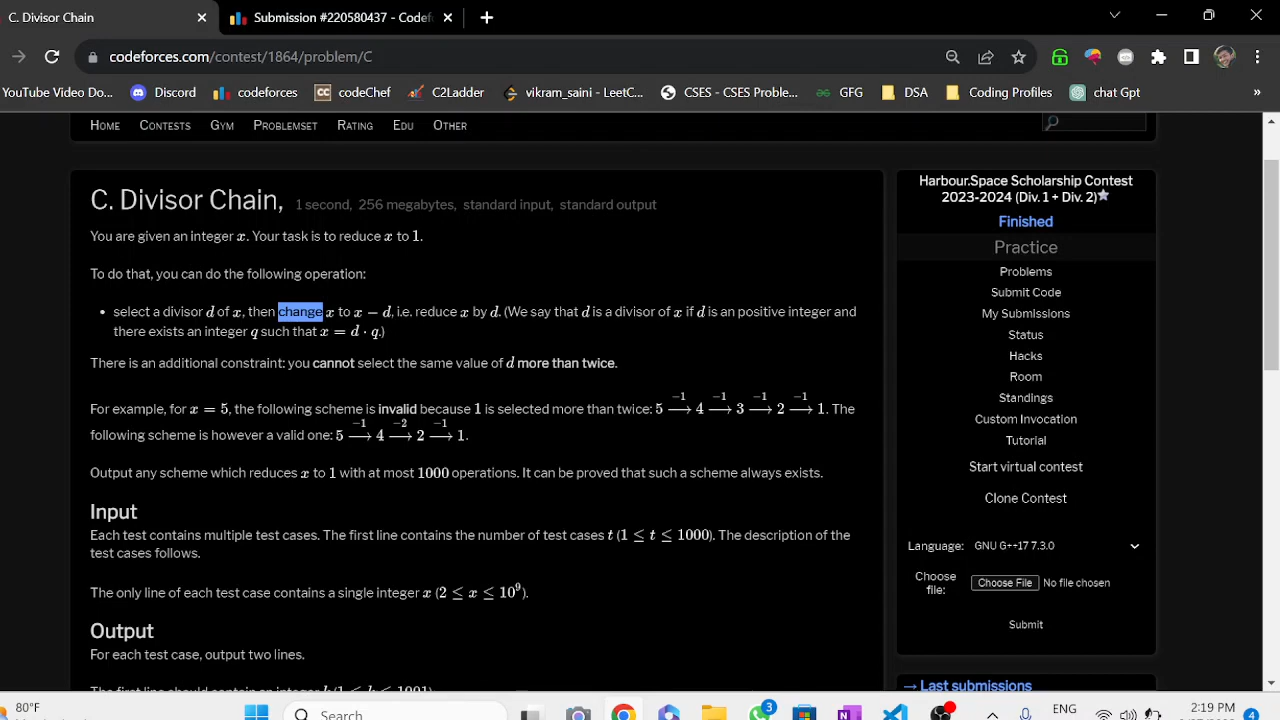 C. Divisor Chain
Submission #220580437 - Codef
codeforces.com/contest/1864/problem/C
YouTube Video Do... Discord codeforces codeChef C2Ladder vikram_saini - LeetC... CSES - CSES Proble... GFG DSA Coding Profiles chat Gpt »
HOME CONTESTS GYM PROBLEMSET RATING EDU OTHER
C. Divisor Chain, 1 second, 256 megabytes, standard input, standard output
You are given an integer x. Your task is to reduce x to 1.
To do that, you can do the following operation:
• select a divisor d of x, then change x to x − d, i.e. reduce x by d. (We say that d is a divisor of x if d is an positive integer and
there exists an integer q such that x = d · q.)
There is an additional constraint: you cannot select the same value of d more than twice.
For example, for x = 5, the following scheme is invalid because 1 is selected more than twice: 5 −1⟶ 4 −1⟶ 3 −1⟶ 2 −1⟶ 1. The
following scheme is however a valid one: 5 −1⟶ 4 −2⟶ 2 −1⟶ 1.
Output any scheme which reduces x to 1 with at most 1000 operations. It can be proved that such a scheme always exists.
Input
Each test contains multiple test cases. The first line contains the number of test cases t (1 ≤ t ≤ 1000). The description of the
test cases follows.
The only line of each test case contains a single integer x (2 ≤ x ≤ 10⁹).
Output
For each test case, output two lines.
The first line should contain an integer k (1 ≤ k ≤ 1001).
Harbour.Space Scholarship Contest
2023-2024 (Div. 1 + Div. 2)
Finished
Practice
Problems
Submit Code
My Submissions
Status
Hacks
Room
Standings
Custom Invocation
Tutorial
Start virtual contest
Clone Contest
Language: GNU G++17 7.3.0
Choose
file:
Choose File No file chosen
Submit
→ Last submissions
80°F
Search
3
ENG
2:19 PM
4